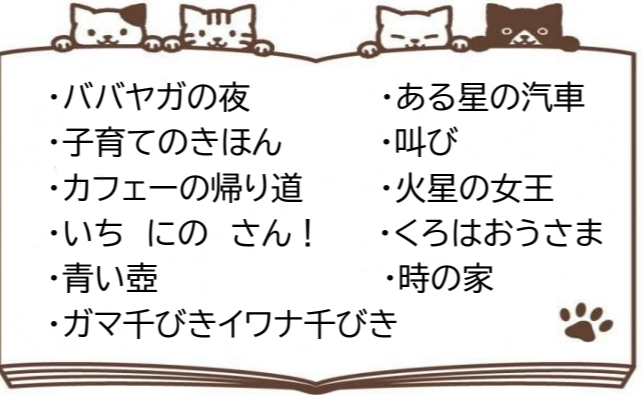 ・ババヤガの夜
・子育てのきほん
・カフェーの帰り道
・いち　にの　さん！
・青い壺
・ガマ千びきイワナ千びき
・ある星の汽車
・叫び
・火星の女王
・くろはおうさま
・時の家